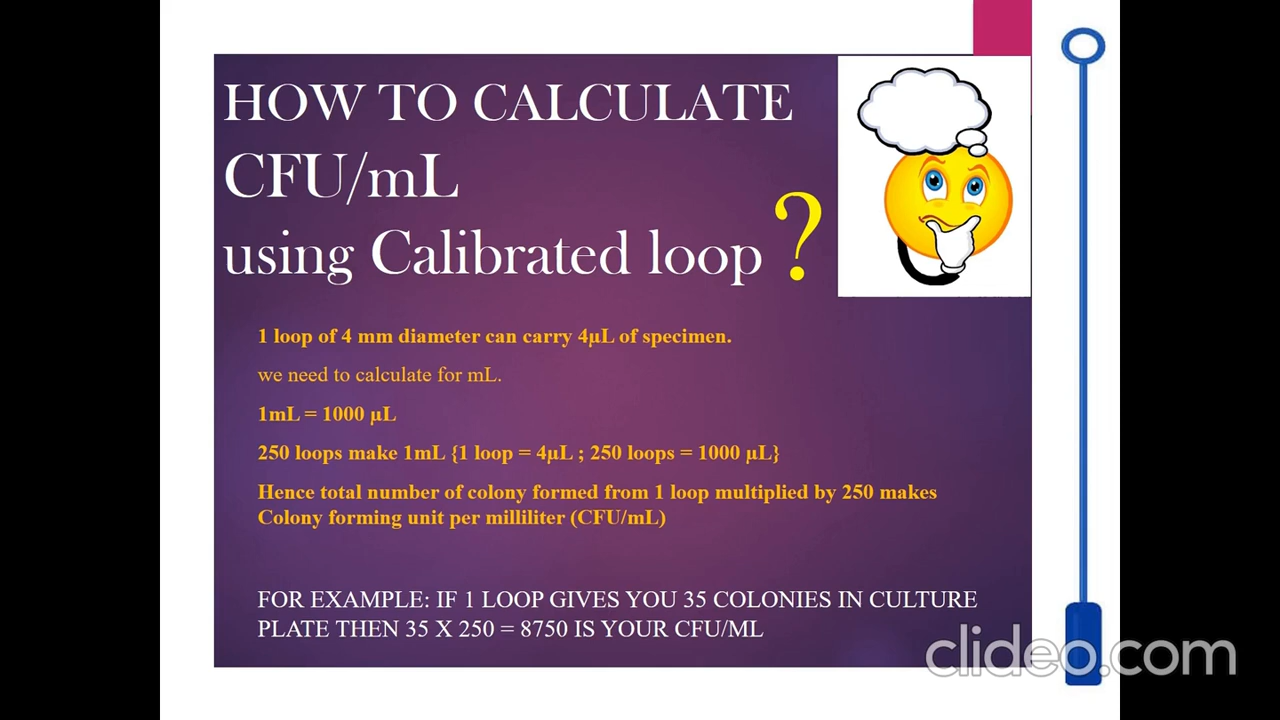 HOW TO CALCULATE
CFU/mL
using Calibrated loop ?
1 loop of 4 mm diameter can carry 4µL of specimen.
we need to calculate for mL.
1mL = 1000 µL
250 loops make 1mL {1 loop = 4µL ; 250 loops = 1000 µL}
Hence total number of colony formed from 1 loop multiplied by 250 makes
Colony forming unit per milliliter (CFU/mL)
FOR EXAMPLE: IF 1 LOOP GIVES YOU 35 COLONIES IN CULTURE
PLATE THEN 35 X 250 = 8750 IS YOUR CFU/ML
clideo.com